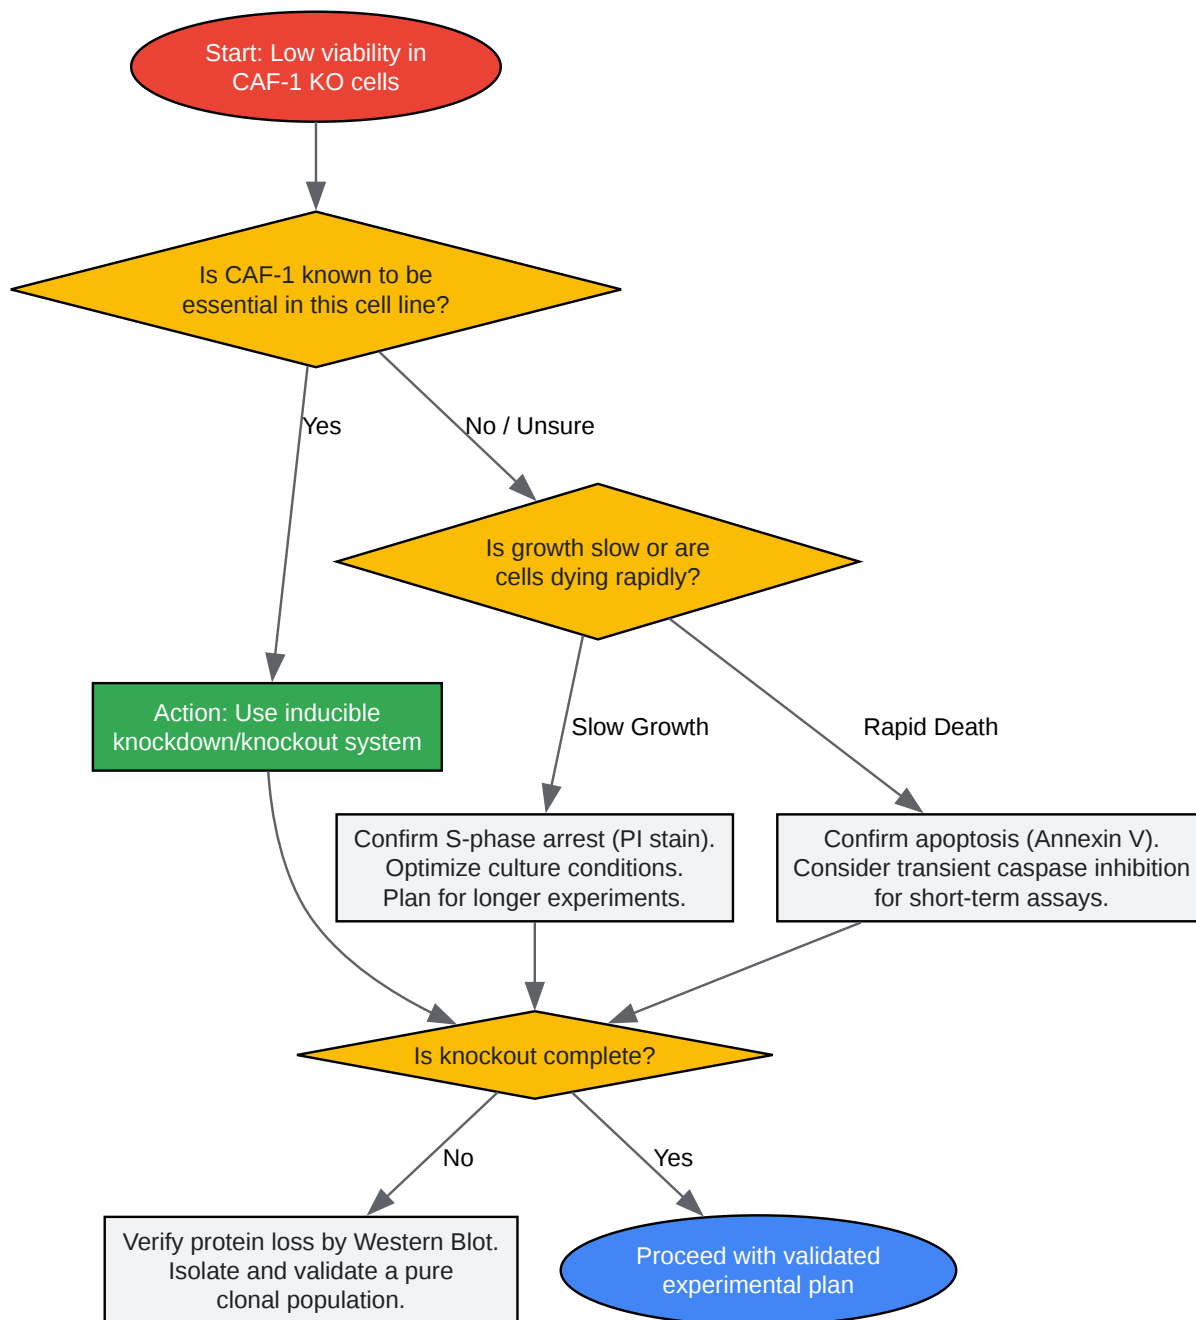 Start: Low viability in
CAF-1 KO cells
Is CAF-1 known to be
essential in this cell line?
Yes
No / Unsure
Is growth slow or are
cells dying rapidly?
Action: Use inducible
knockdown/knockout system
Slow Growth
Rapid Death
Confirm S-phase arrest (PI stain).
Optimize culture conditions.
Plan for longer experiments.
Confirm apoptosis (Annexin V).
Consider transient caspase inhibition
for short-term assays.
Is knockout complete?
No
Yes
Verify protein loss by Western Blot.
Isolate and validate a pure
clonal population.
Proceed with validated
experimental plan